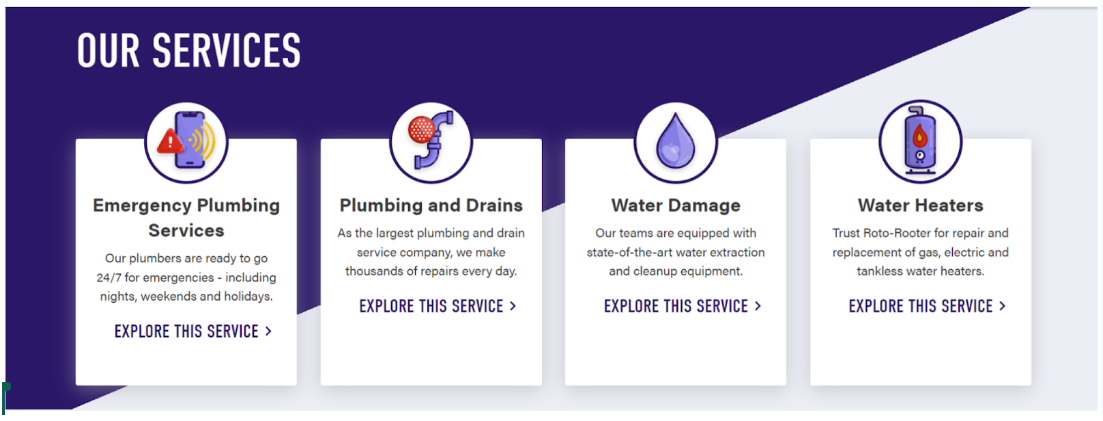 OUR SERVICES
Emergency Plumbing
Services
Our plumbers are ready to go
24/7 for emergencies - including
nights, weekends and holidays.
EXPLORE THIS SERVICE >
Plumbing and Drains
As the largest plumbing and drain
service company, we make
thousands of repairs every day.
EXPLORE THIS SERVICE >
Water Damage
Our teams are equipped with
state-of-the-art water extraction
and cleanup equipment.
EXPLORE THIS SERVICE >
Water Heaters
Trust Roto-Rooter for repair and
replacement of gas, electric and
tankless water heaters.
EXPLORE THIS SERVICE >